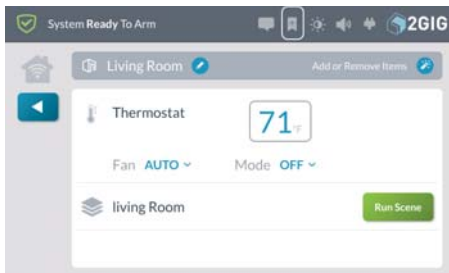 System Ready To Arm 2GIG
Living Room Add or Remove Items
Thermostat 71°F
Fan AUTO Mode OFF
living Room Run Scene